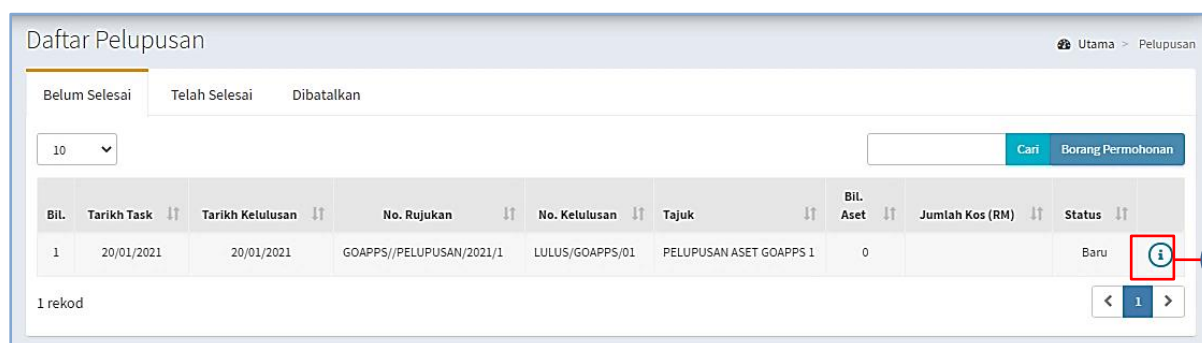 Daftar Pelupusan
Utama > Pelupusan
Belum Selesai Telah Selesai Dibatalkan
10 Cari Borang Permohonan
Bil. Tarikh Task Tarikh Kelulusan No. Rujukan No. Kelulusan Tajuk Bil. Aset Jumlah Kos (RM) Status
1 20/01/2021 20/01/2021 GOAPPS//PELUPUSAN/2021/1 LULUS/GOAPPS/01 PELUPUSAN ASET GOAPPS 1 0 Baru
1 rekod
< 1 >